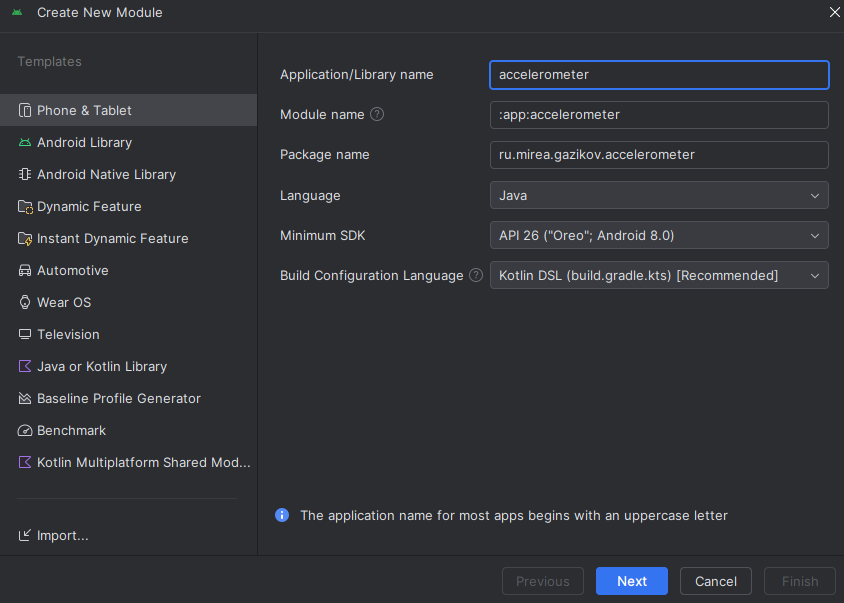 Create New Module
Templates
Phone & Tablet
Android Library
Android Native Library
Dynamic Feature
Instant Dynamic Feature
Automotive
Wear OS
Television
Java or Kotlin Library
Baseline Profile Generator
Benchmark
Kotlin Multiplatform Shared Mod...
Import...
Application/Library name accelerometer
Module name ? :app:accelerometer
Package name ru.mirea.gazikov.accelerometer
Language Java
Minimum SDK API 26 ("Oreo"; Android 8.0)
Build Configuration Language ? Kotlin DSL (build.gradle.kts) [Recommended]
The application name for most apps begins with an uppercase letter
Previous Next Cancel Finish